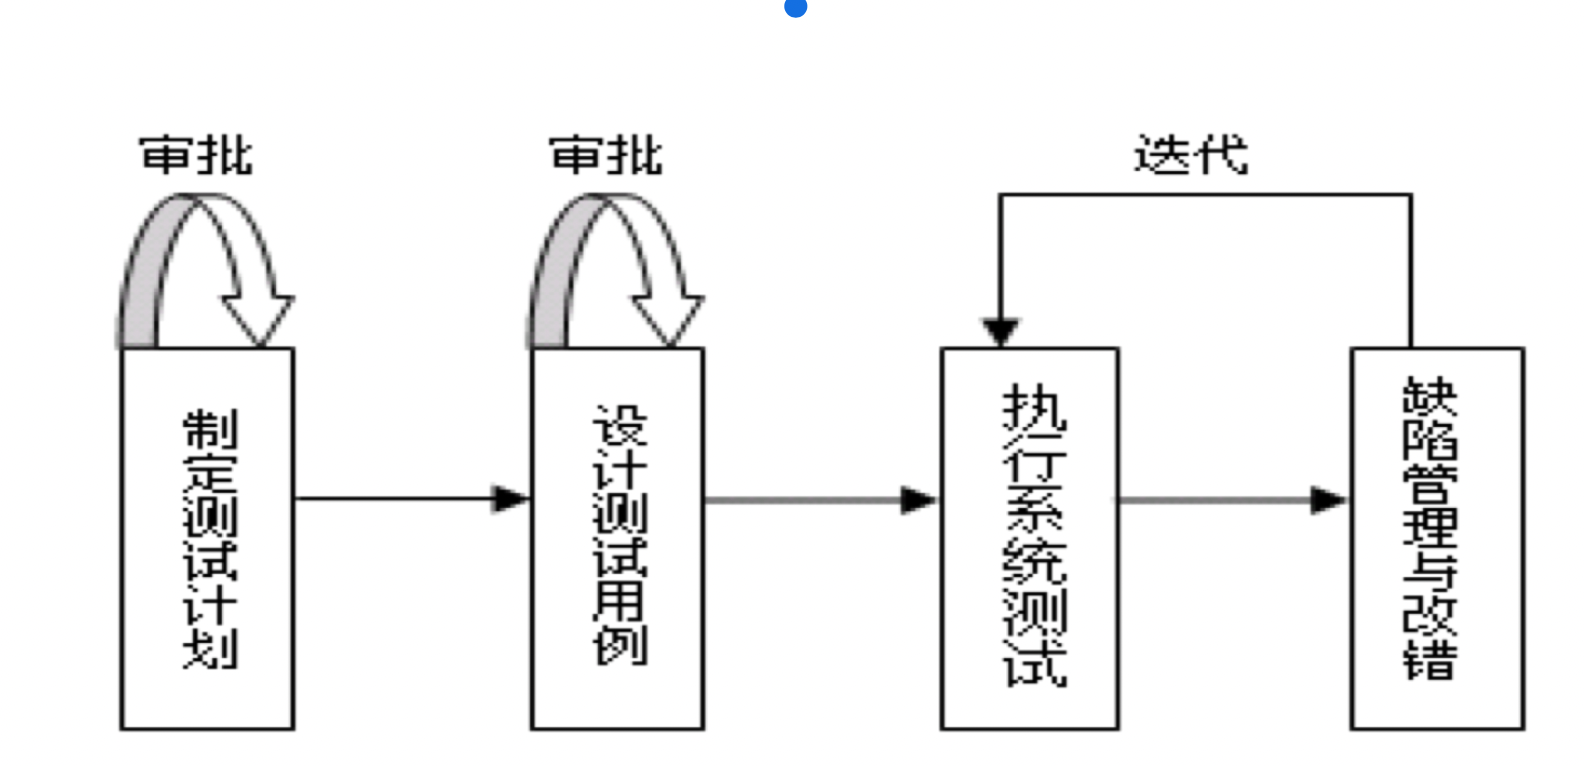 审批
审批
迭代
制定测试计划
设计测试用例
执行系统测试
缺陷管理与改错